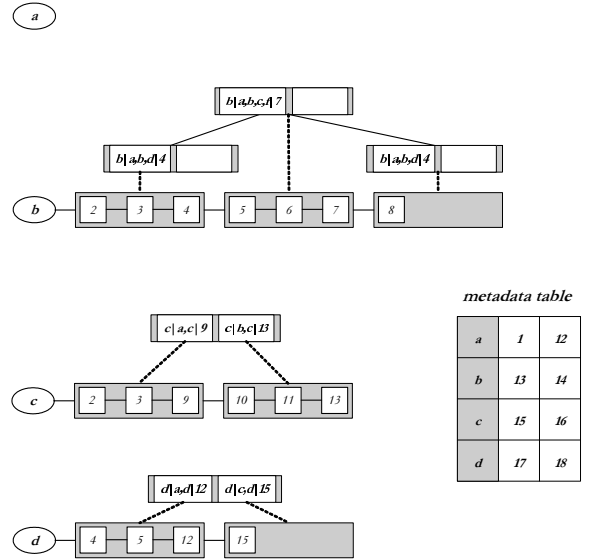 a
b|a,b,c,f|7
b|a,b,d|4
b|a,b,d|4
b 2 3 4 5 6 7 8
metadata table
c|a,c|9 c|b,c|13
a 1 12
b 13 14
c 2 3 9 10 11 13
c 15 16
d 17 18
d|a,d|12 d|c,d|15
d 4 5 12 15